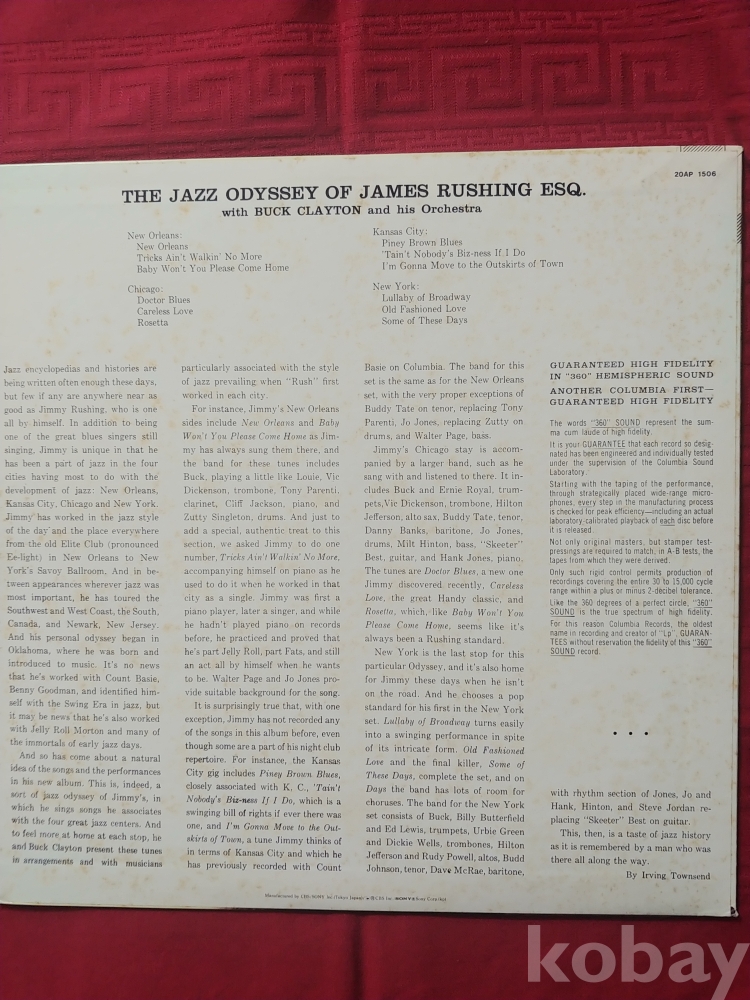 20AP 1506
THE JAZZ ODYSSEY OF JAMES RUSHING ESQ.
with BUCK CLAYTON and his Orchestra
New Orleans:
New Orleans
Tricks Ain't Walkin' No More
Baby Won't You Please Come Home
Chicago:
Doctor Blues
Careless Love
Rosetta
Kansas City:
Piney Brown Blues
'Tain't Nobody's Biz-ness If I Do
I'm Gonna Move to the Outskirts of Town
New York:
Lullaby of Broadway
Old Fashioned Love
Some of These Days
Jazz encyclopedias and histories are
being written often enough these days,
but few if any are anywhere near as
good as Jimmy Rushing, who is one
all by himself. In addition to being
one of the great blues singers still
singing, Jimmy is unique in that he
has been a part of jazz in the four
cities having most to do with the
development of jazz: New Orleans,
Kansas City, Chicago and New York.
Jimmy has worked in the jazz style
of the day and the place everywhere
from the old Elite Club (pronounced
Ee-light) in New Orleans to New
York's Savoy Ballroom. And in be-
tween appearances wherever jazz was
most important, he has toured the
Southwest and West Coast, the South,
Canada, and Newark, New Jersey.
And his personal odyssey began in
Oklahoma, where he was born and
introduced to music. It's no news
that he's worked with Count Basie,
Benny Goodman, and identified him-
self with the Swing Era in jazz, but
it may be news that he's also worked
with Jelly Roll Morton and many of
the immortals of early jazz days.
And so has come about a natural
idea of the songs and the performances
in his new album. This is, indeed, a
sort of jazz odyssey of Jimmy's, in
which he sings songs he associates
with the four great jazz centers. And
to feel more at home at each stop, he
and Buck Clayton present these tunes
in arrangements and with musicians
particularly associated with the style
of jazz prevailing when "Rush" first
worked in each city.
For instance, Jimmy's New Orleans
sides include New Orleans and Baby
Won't You Please Come Home as Jim-
my has always sung them there, and
the band for these tunes includes
Buck, playing a little like Louie, Vic
Dickenson, trombone, Tony Parenti,
clarinet, Cliff Jackson, piano, and
Zutty Singleton, drums. And just to
add a special, authentic treat to this
section, we asked Jimmy to do one
number, Tricks Ain't Walkin' No More,
accompanying himself on piano as he
used to do it when he worked in that
city as a single. Jimmy was first a
piano player, later a singer, and while
he hadn't played piano on records
before, he practiced and proved that
he's part Jelly Roll, part Fats, and still
an act all by himself when he wants
to be. Walter Page and Jo Jones pro-
vide suitable background for the song.
It is surprisingly true that, with one
exception, Jimmy has not recorded any
of the songs in this album before, even
though some are a part of his night club
repertoire. For instance, the Kansas
City gig includes Piney Brown Blues,
closely associated with K. C., 'Tain't
Nobody's Biz-ness If I Do, which is a
swinging bill of rights if ever there was
one, and I'm Gonna Move to the Out-
skirts of Town, a tune Jimmy thinks of
in terms of Kansas City and which he
has previously recorded with Count
Basie on Columbia. The band for this
set is the same as for the New Orleans
set, with the very proper exceptions of
Buddy Tate on tenor, replacing Tony
Parenti, Jo Jones, replacing Zutty on
drums, and Walter Page, bass.
Jimmy's Chicago stay is accom-
panied by a larger band, such as he
sang with and listened to there. It in-
cludes Buck and Ernie Royal, trum-
pets, Vic Dickenson, trombone, Hilton
Jefferson, alto sax, Buddy Tate, tenor,
Danny Banks, baritone, Jo Jones,
drums, Milt Hinton, bass, "Skeeter"
Best, guitar, and Hank Jones, piano.
The tunes are Doctor Blues, a new one
Jimmy discovered, recently, Careless
Love, the great Handy classic, and
Rosetta, which, like Baby Won't You
Please Come Home, seems like it's
always been a Rushing standard.
New York is the last stop for this
particular Odyssey, and it's also home
for Jimmy these days when he isn't
on the road. And he chooses a pop
standard for his first in the New York
set. Lullaby of Broadway turns easily
into a swinging performance in spite
of its intricate form. Old Fashioned
Love and the final killer, Some of
These Days, complete the set, and on
Days the band has lots of room for
choruses. The band for the New York
set consists of Buck, Billy Butterfield
and Ed Lewis, trumpets, Urbie Green
and Dickie Wells, trombones, Hilton
Jefferson and Rudy Powell, altos, Budd
Johnson, tenor, Dave McRae, baritone,
GUARANTEED HIGH FIDELITY
IN "360" HEMISPHERIC SOUND
ANOTHER COLUMBIA FIRST—
GUARANTEED HIGH FIDELITY
The words "360" SOUND represent the sum-
ma cum laude of high fidelity.
It is your GUARANTEE that each record so desig-
nated has been engineered and individually tested
under the supervision of the Columbia Sound
Laboratory.
Starting with the taping of the performance,
through strategically placed wide-range micro-
phones, every step in the manufacturing process
is checked for peak efficiency—including an actual
laboratory-calibrated playback of each disc before
it is released.
Not only original masters, but stamper test-
pressings are required to match, in A-B tests, the
tapes from which they were derived.
Only such rigid control permits production of
recordings covering the entire 30 to 15,000 cycle
range within a plus or minus 2-decibel tolerance.
Like the 360 degrees of a perfect circle, "360"
SOUND is the true spectrum of high fidelity.
For this reason Columbia Records, the oldest
name in recording and creator of "Lp", GUARAN-
TEES without reservation the fidelity of this "360"
SOUND record.
• • •
with rhythm section of Jones, Jo and
Hank, Hinton, and Steve Jordan re-
placing "Skeeter" Best on guitar.
This, then, is a taste of jazz history
as it is remembered by a man who was
there all along the way.
By Irving Townsend
Manufactured by CBS/SONY Inc.
kobay